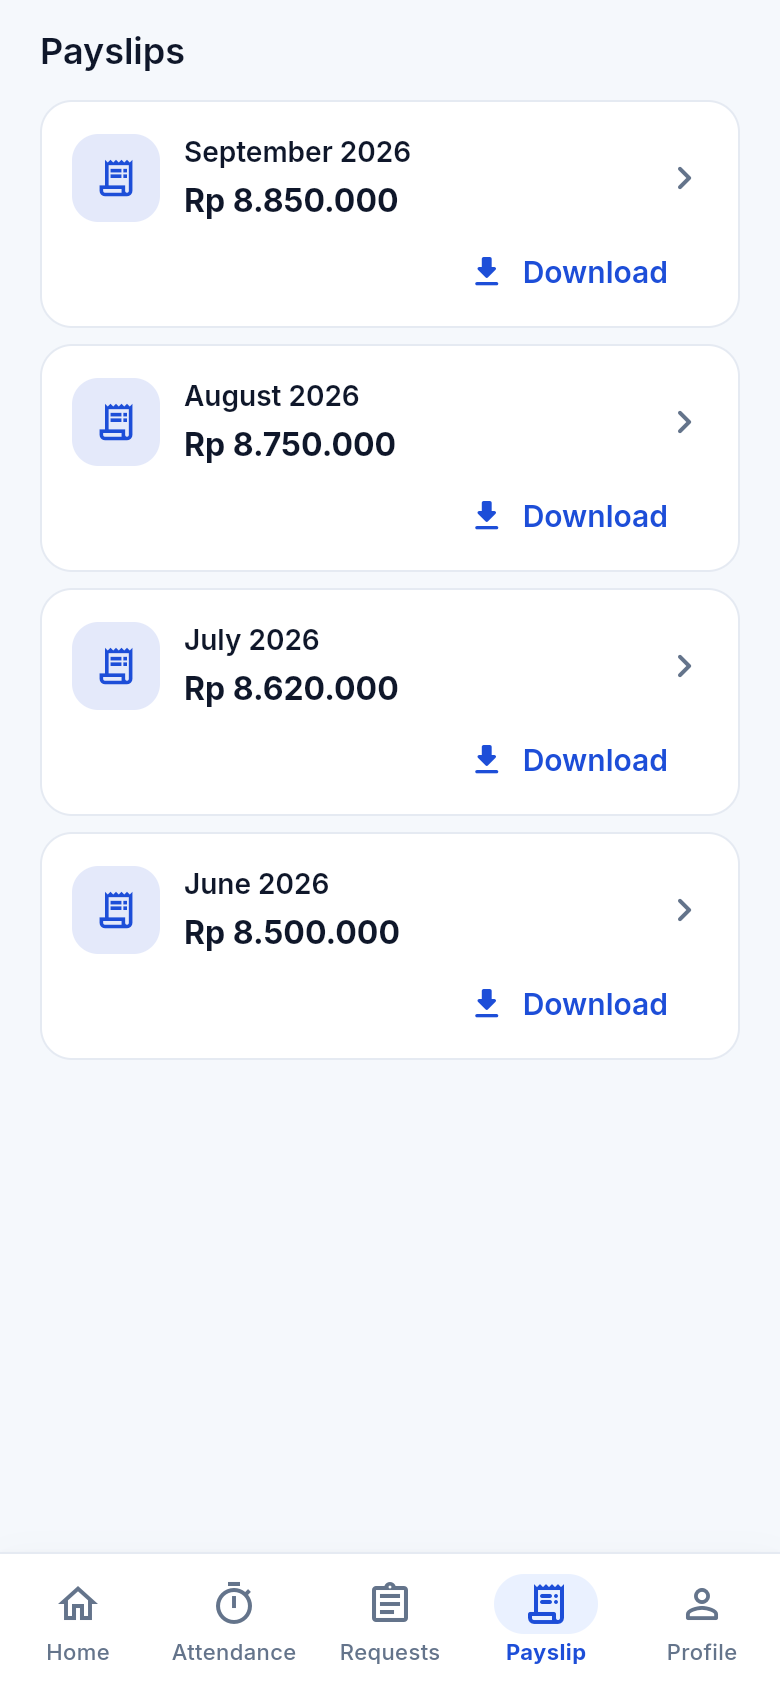 Payslips
September 2026
Rp 8.850.000
Download
August 2026
Rp 8.750.000
Download
July 2026
Rp 8.620.000
Download
June 2026
Rp 8.500.000
Download
Home
Attendance
Requests
Payslip
Profile